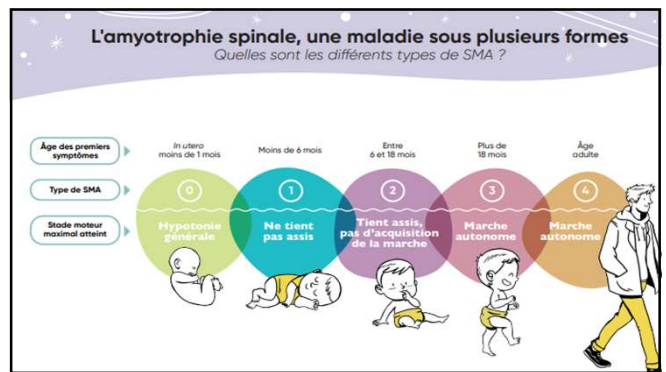 L'amyotrophie spinale, une maladie sous plusieurs formes
Quelles sont les différents types de SMA ?
Âge des premiers
symptômes
In utero
moins de 1 mois
Moins de 6 mois
Entre
6 et 18 mois
Plus de
18 mois
Âge
adulte
Type de SMA
0
1
2
3
4
Stade moteur
maximal atteint
Hypotonie
générale
Ne tient
pas assis
Tient assis,
pas d'acquisition
de la marche
Marche
autonome
Marche
autonome